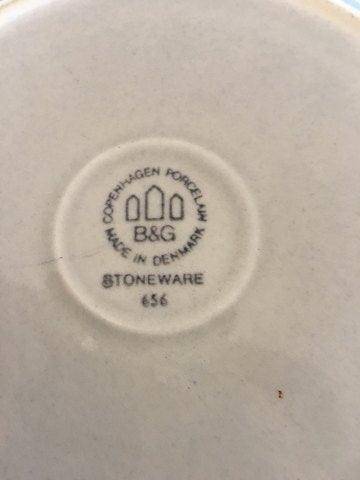 COPENHAGEN PORCELAIN
B&G
MADE IN DENMARK
STONEWARE
656